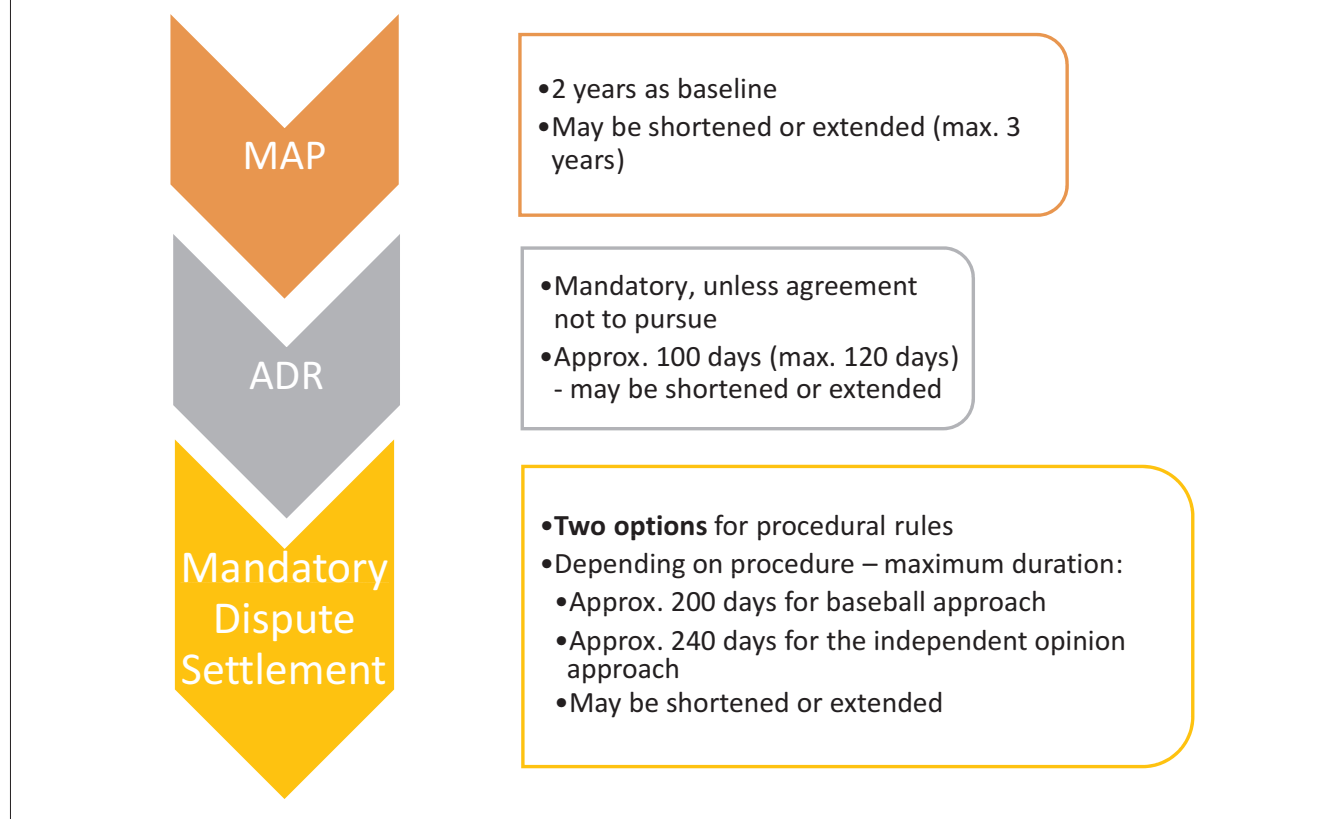 MAP
•2 years as baseline
•May be shortened or extended (max. 3
years)
ADR
•Mandatory, unless agreement
not to pursue
•Approx. 100 days (max. 120 days)
- may be shortened or extended
Mandatory
Dispute
Settlement
•Two options for procedural rules
•Depending on procedure – maximum duration:
•Approx. 200 days for baseball approach
•Approx. 240 days for the independent opinion
approach
•May be shortened or extended